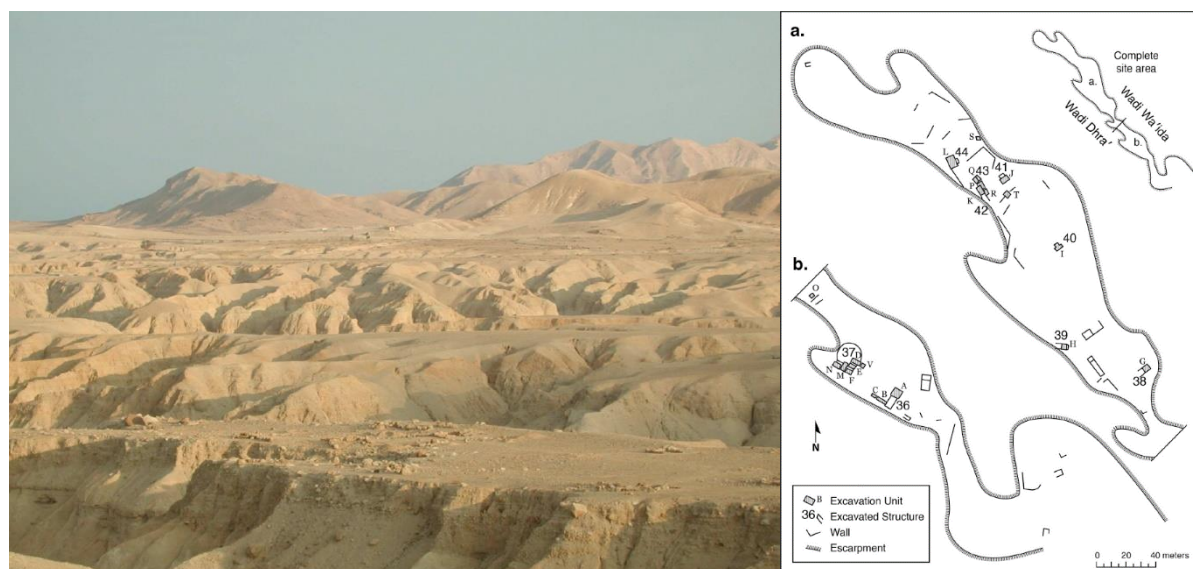 a.
Complete
site area
a.
Wadi Wa'ida
Wadi Dhra'
b.
S
L 44
41
Q 43
J
P
R
T
K
42
40
I
b.
O
39
H
37 D
N M E V
F
G
38
C B A
36
N
B Excavation Unit
36 Excavated Structure
Wall
Escarpment
0 20 40 meters